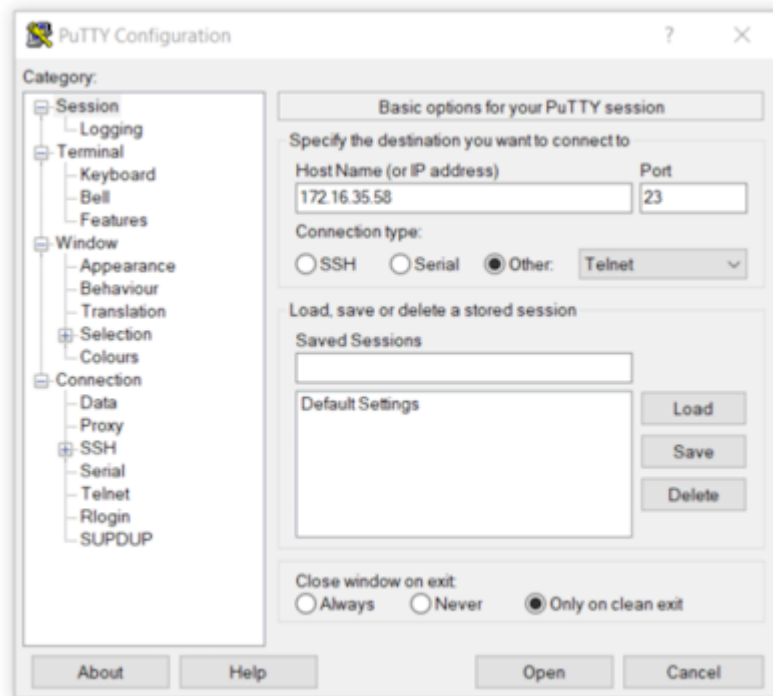 PuTTY Configuration
Category:
Session
Logging
Terminal
Keyboard
Bell
Features
Window
Appearance
Behaviour
Translation
Selection
Colours
Connection
Data
Proxy
SSH
Serial
Telnet
Rlogin
SUPDUP
Basic options for your PuTTY session
Specify the destination you want to connect to
Host Name (or IP address) Port
172.16.35.58 23
Connection type:
SSH Serial Other: Telnet
Load, save or delete a stored session
Saved Sessions
Default Settings
Load
Save
Delete
Close window on exit:
Always Never Only on clean exit
About Help Open Cancel